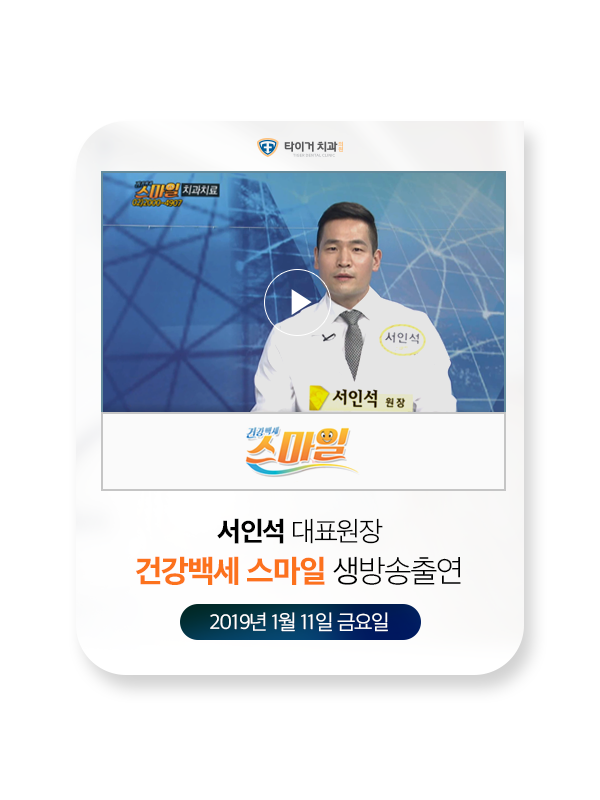 타이거 치과
TIGER DENTAL CLINIC
스마일 치과치료
서인석
서인석 원장
건강백세
스마일
서인석 대표원장
건강백세 스마일 생방송출연
2019년 1월 11일 금요일